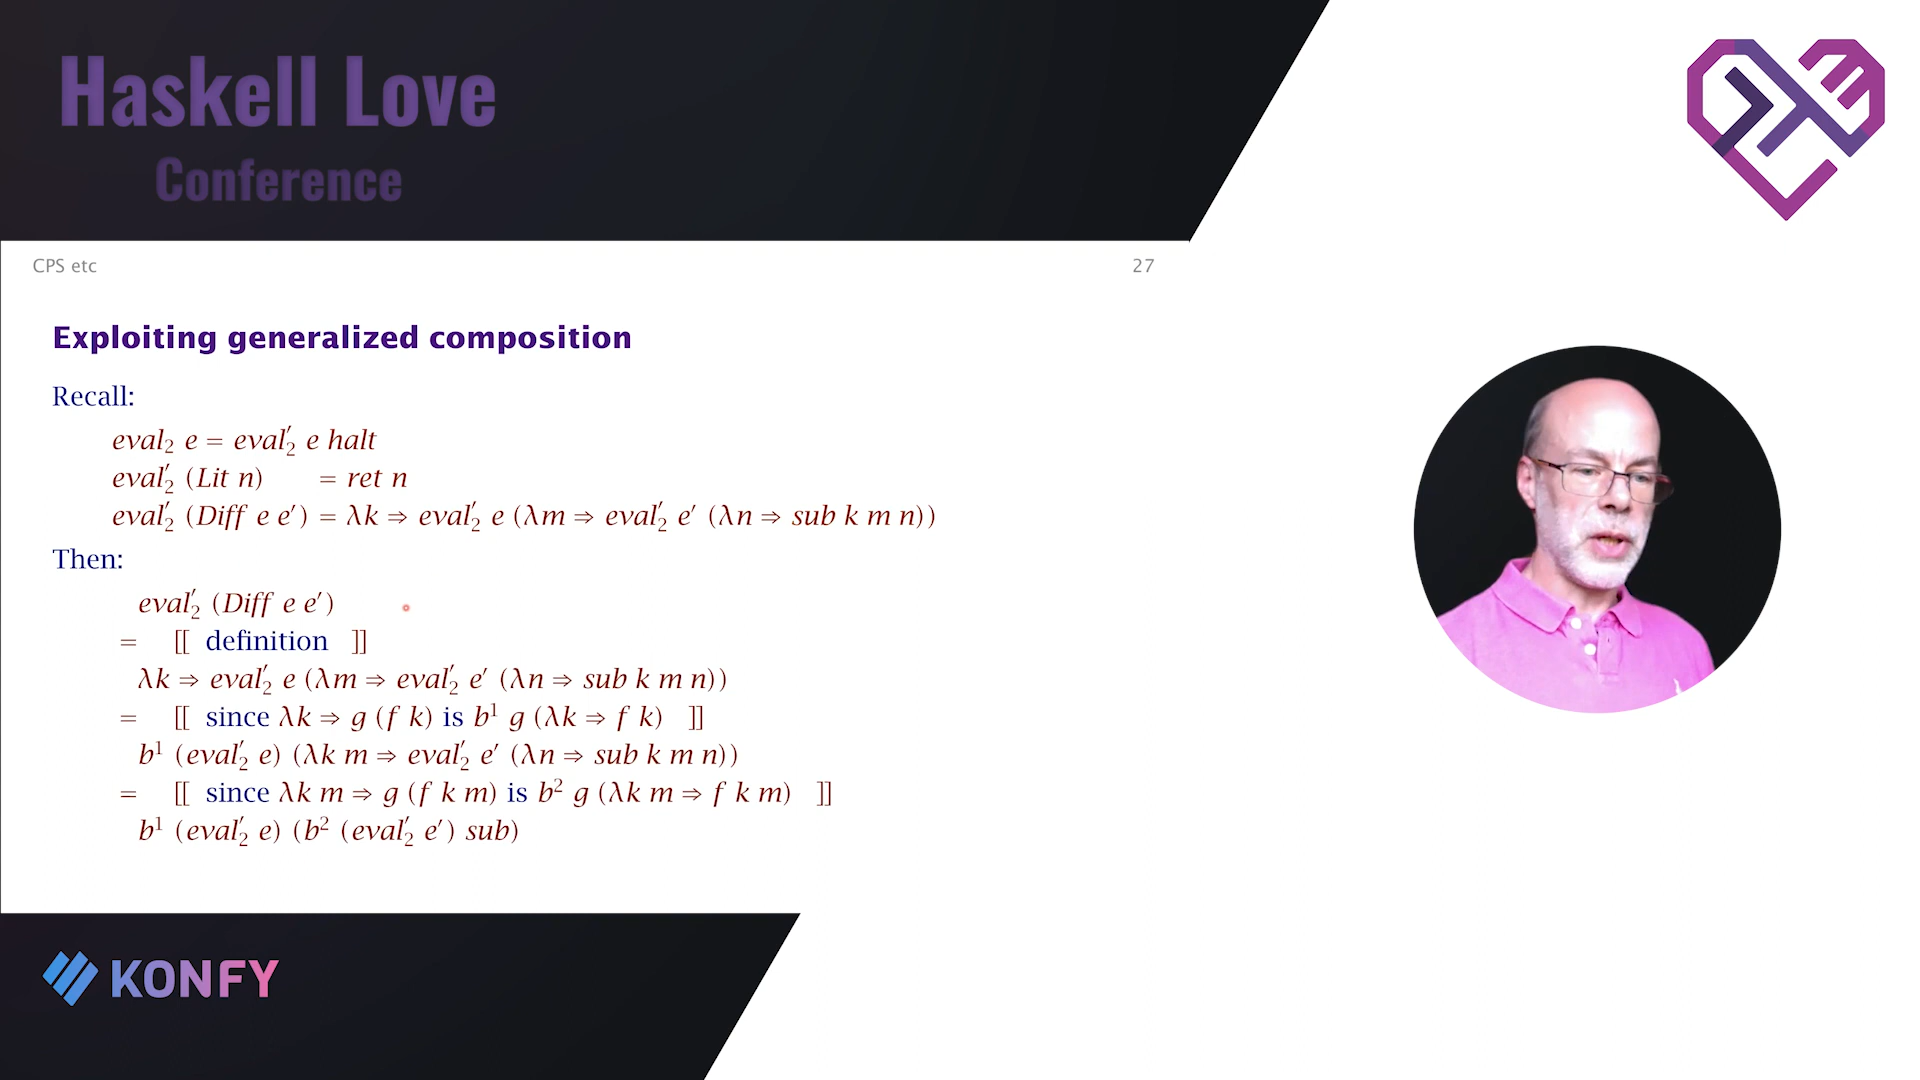 Haskell Love
Conference
CPS etc
27
Exploiting generalized composition
Recall:
eval₂ e = eval′₂ e halt
eval′₂ (Lit n) = ret n
eval′₂ (Diff e e′) = λk ⇒ eval′₂ e (λm ⇒ eval′₂ e′ (λn ⇒ sub k m n))
Then:
eval′₂ (Diff e e′)
= [[ definition ]]
λk ⇒ eval′₂ e (λm ⇒ eval′₂ e′ (λn ⇒ sub k m n))
= [[ since λk ⇒ g (f k) is b¹ g (λk ⇒ f k) ]]
b¹ (eval′₂ e) (λk m ⇒ eval′₂ e′ (λn ⇒ sub k m n))
= [[ since λk m ⇒ g (f k m) is b² g (λk m ⇒ f k m) ]]
b¹ (eval′₂ e) (b² (eval′₂ e′) sub)
KONFY